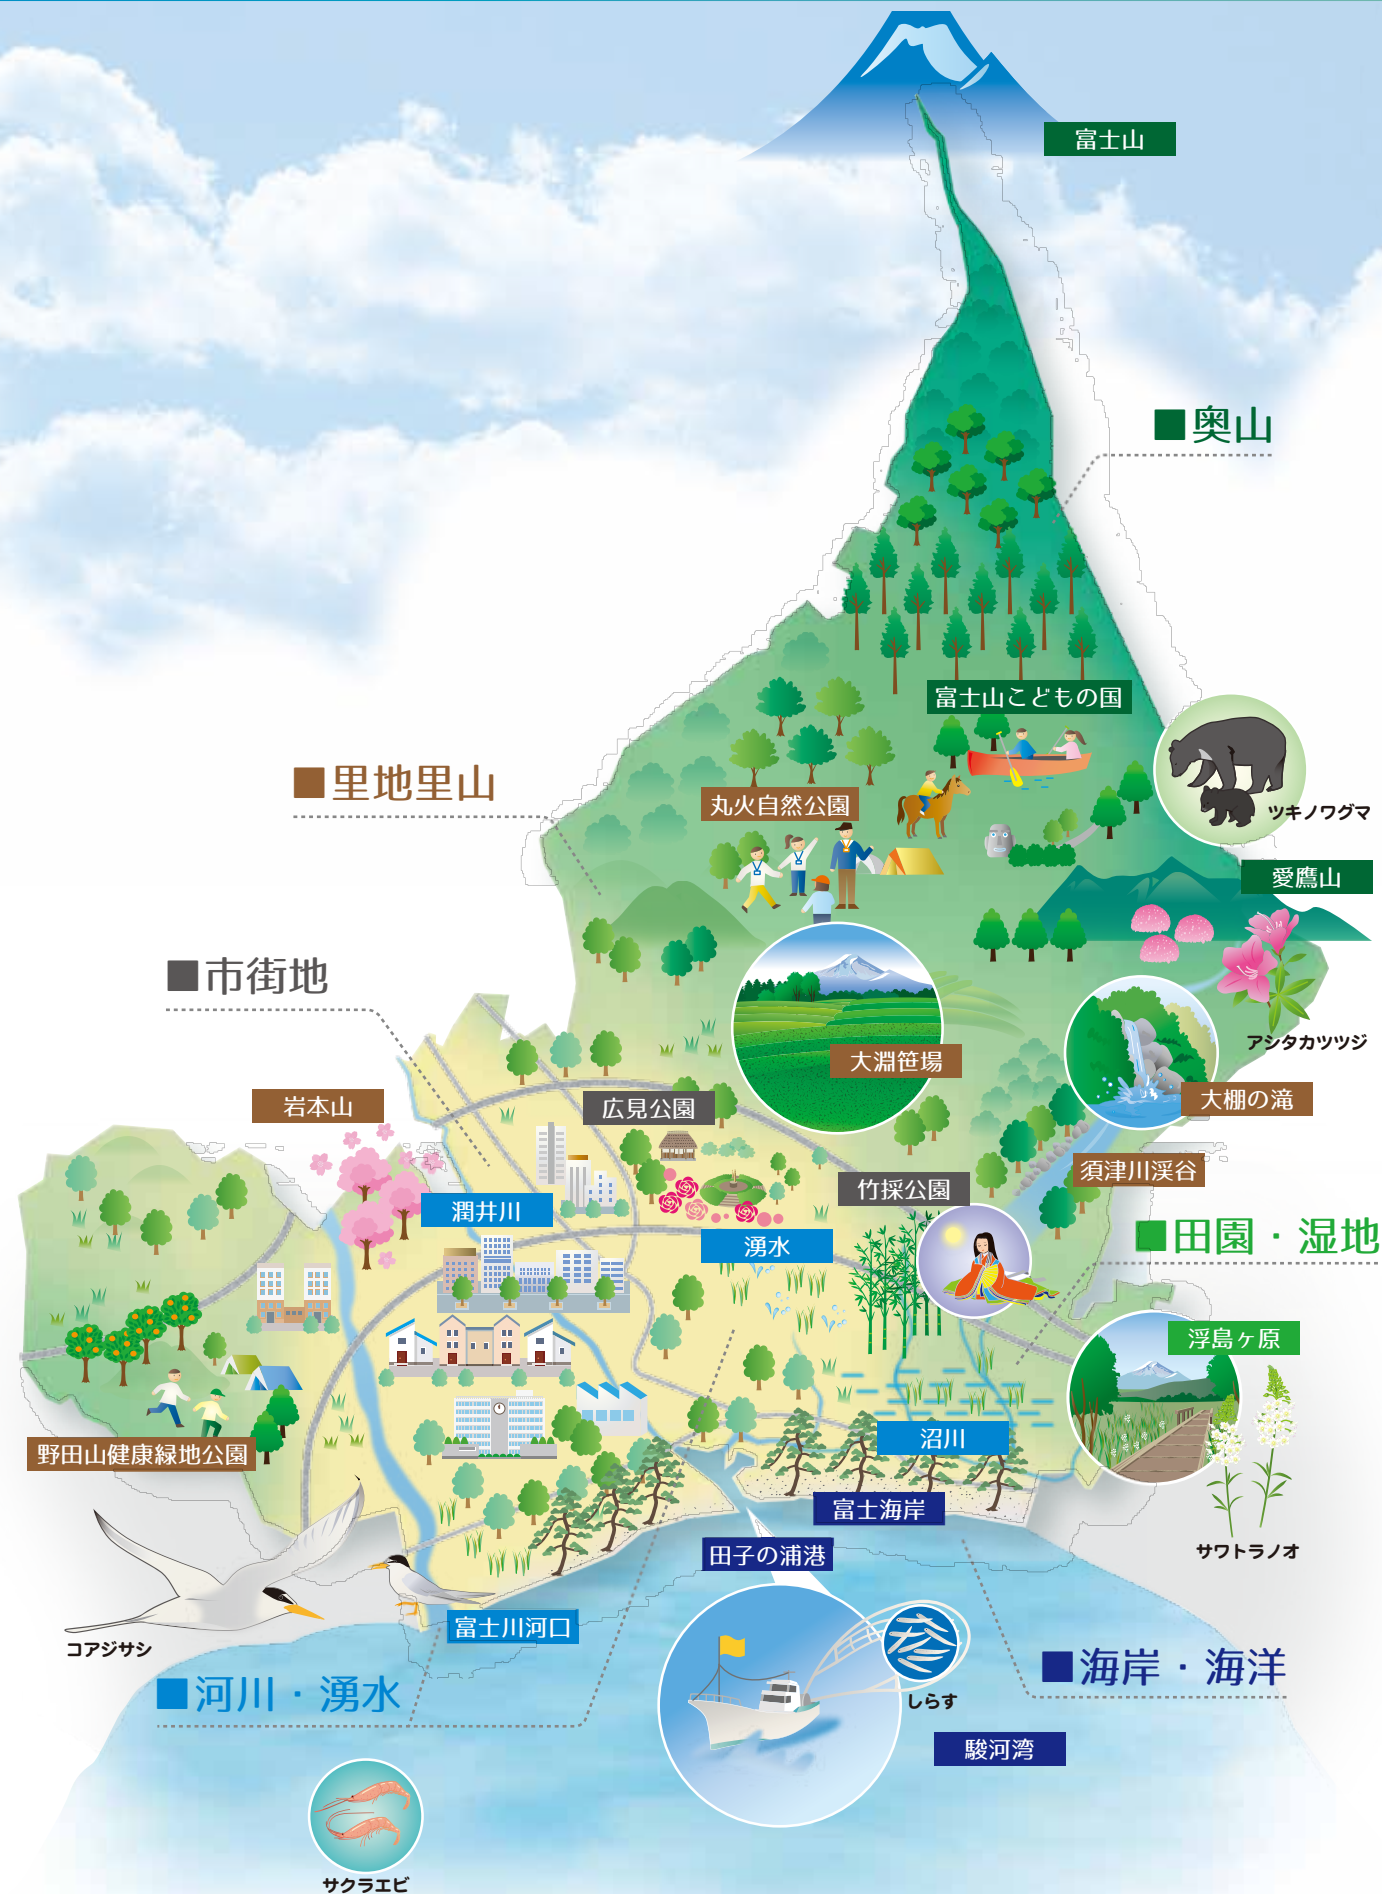 富士山
■奥山
富士山こどもの国
■里地里山
丸火自然公園
ツキノワグマ
愛鷹山
■市街地
アシタカツツジ
大淵笹場
大棚の滝
岩本山
広見公園
須津川渓谷
竹採公園
潤井川
湧水
■田園・湿地
浮島ヶ原
沼川
野田山健康緑地公園
富士海岸
田子の浦港
サワトラノオ
富士川河口
コアジサシ
■河川・湧水
■海岸・海洋
しらす
駿河湾
サクラエビ